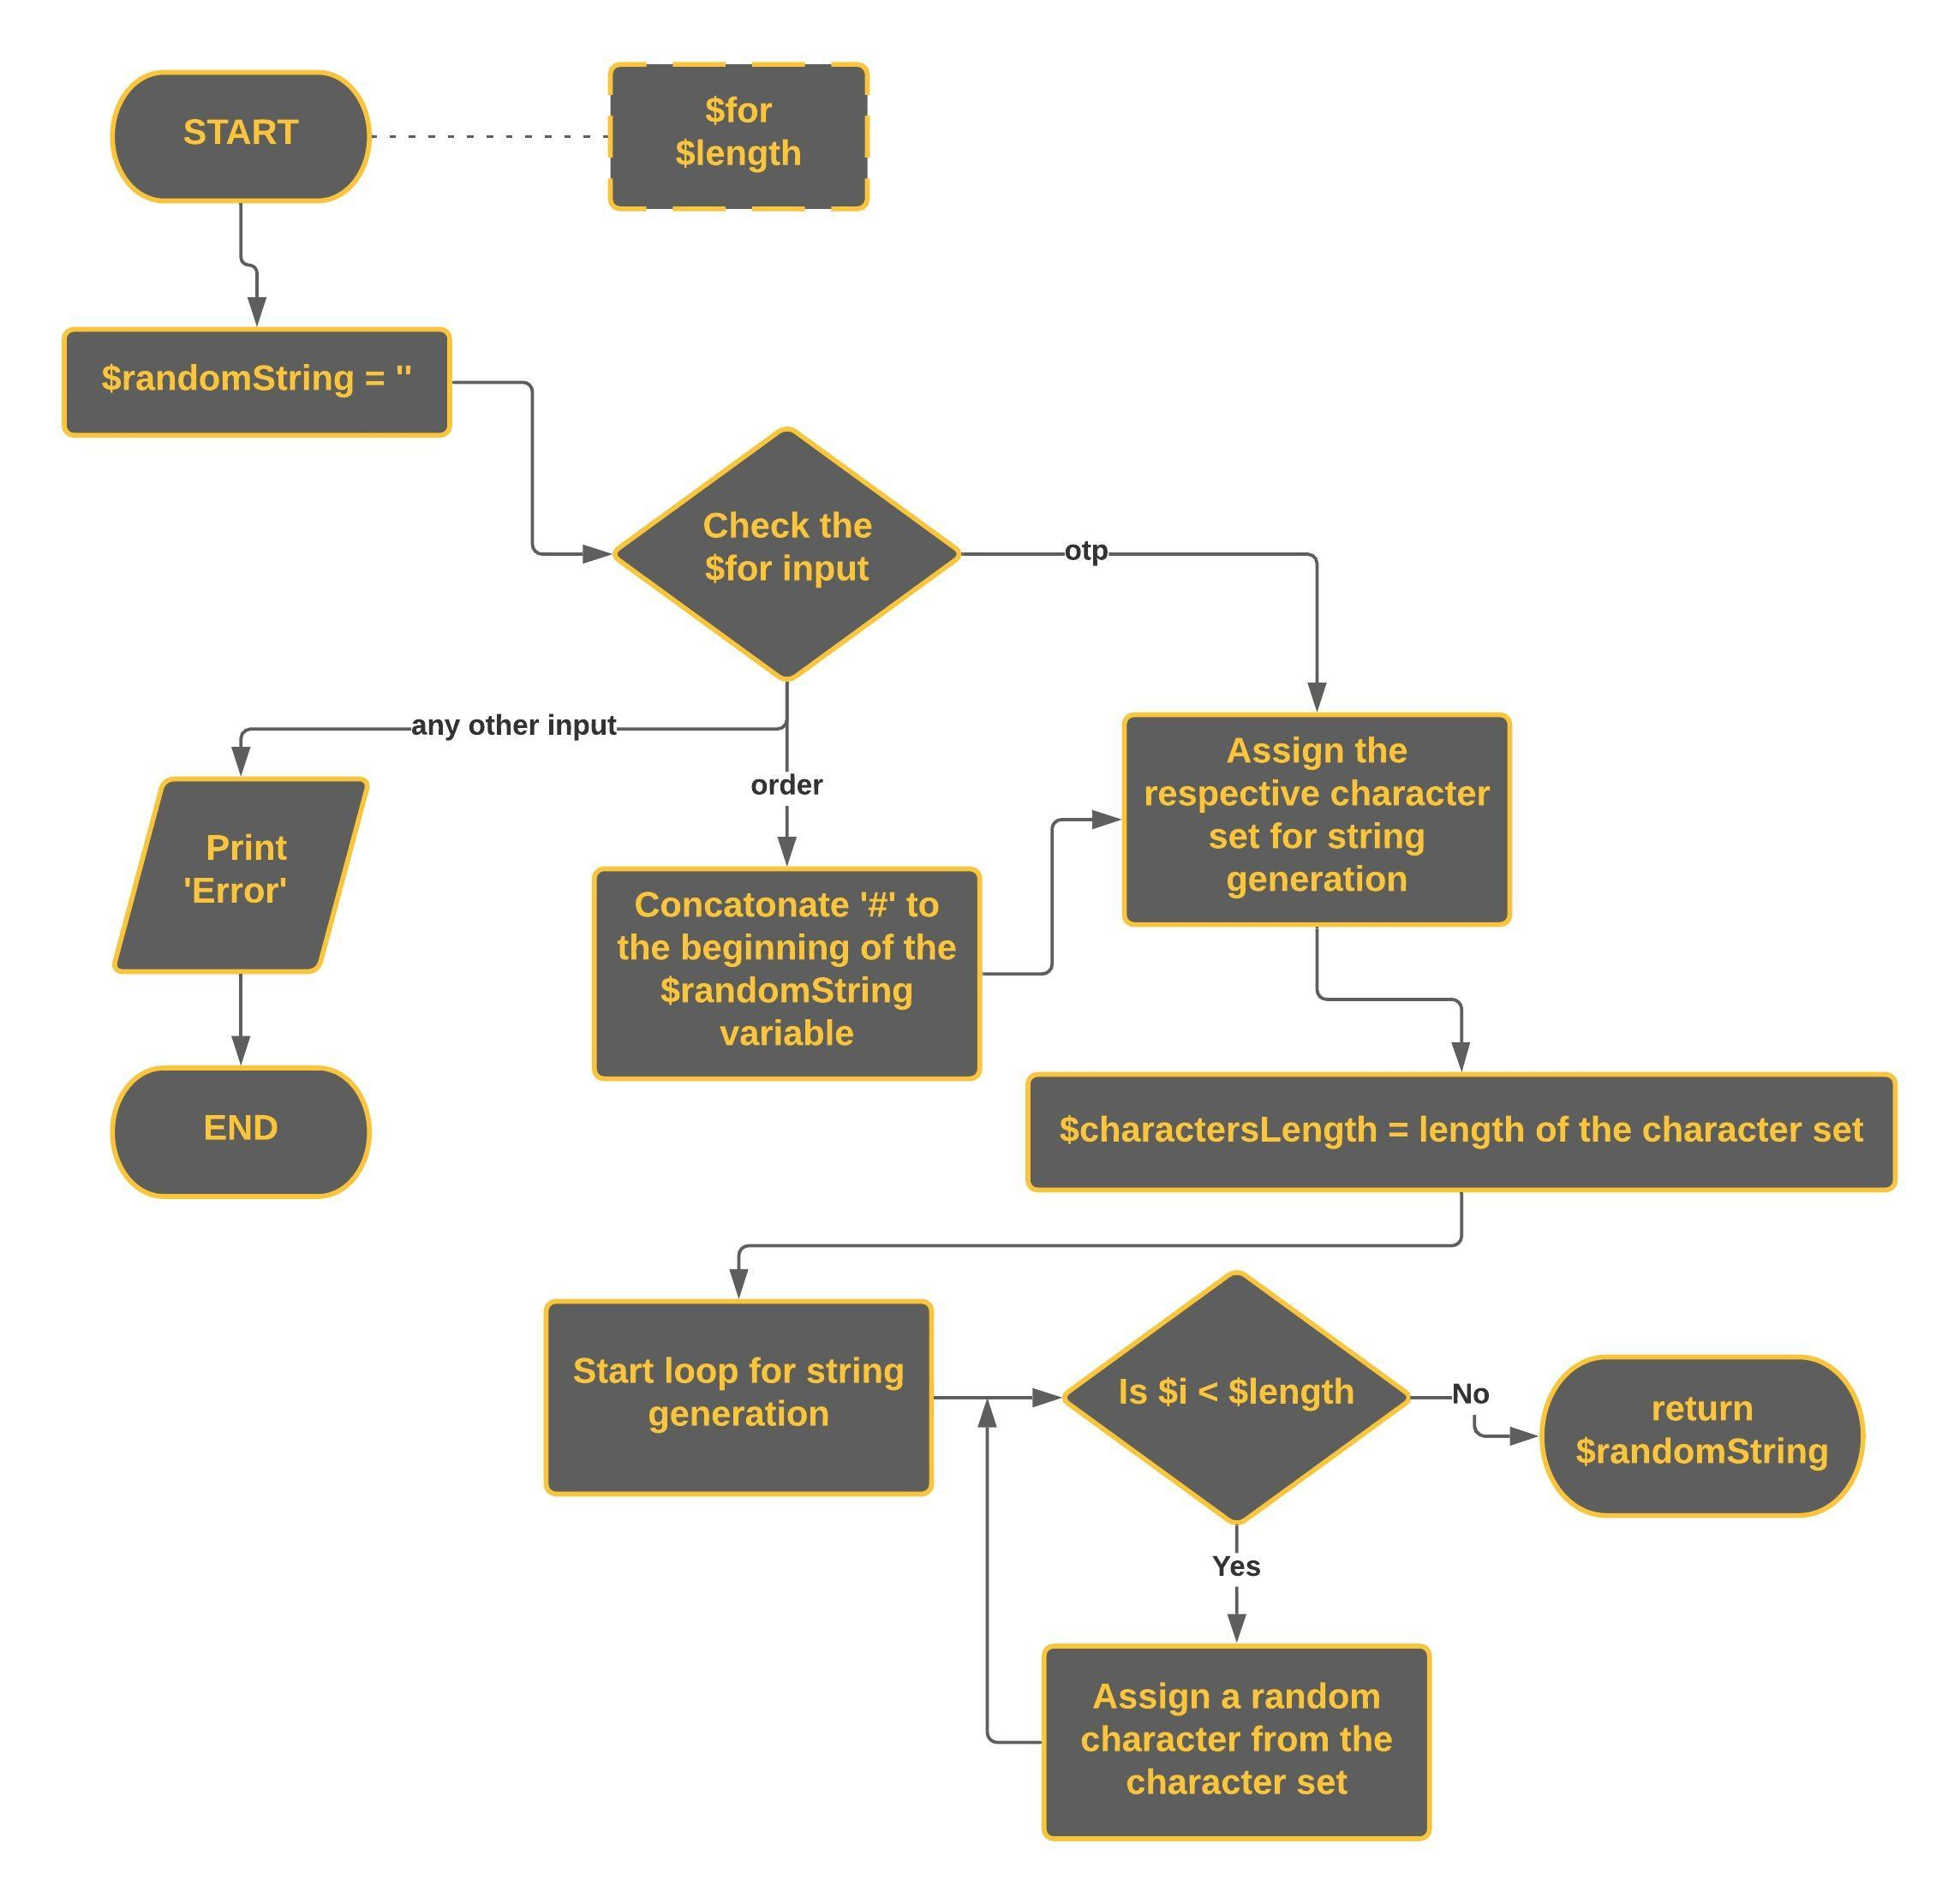 START
$for
$length
$randomString = ''
Check the
$for input
otp
any other input
order
Print
'Error'
Assign the
respective character
set for string
generation
Concatonate '#' to
the beginning of the
$randomString
variable
END
$charactersLength = length of the character set
Start loop for string
generation
Is $i < $length
No
return
$randomString
Yes
Assign a random
character from the
character set